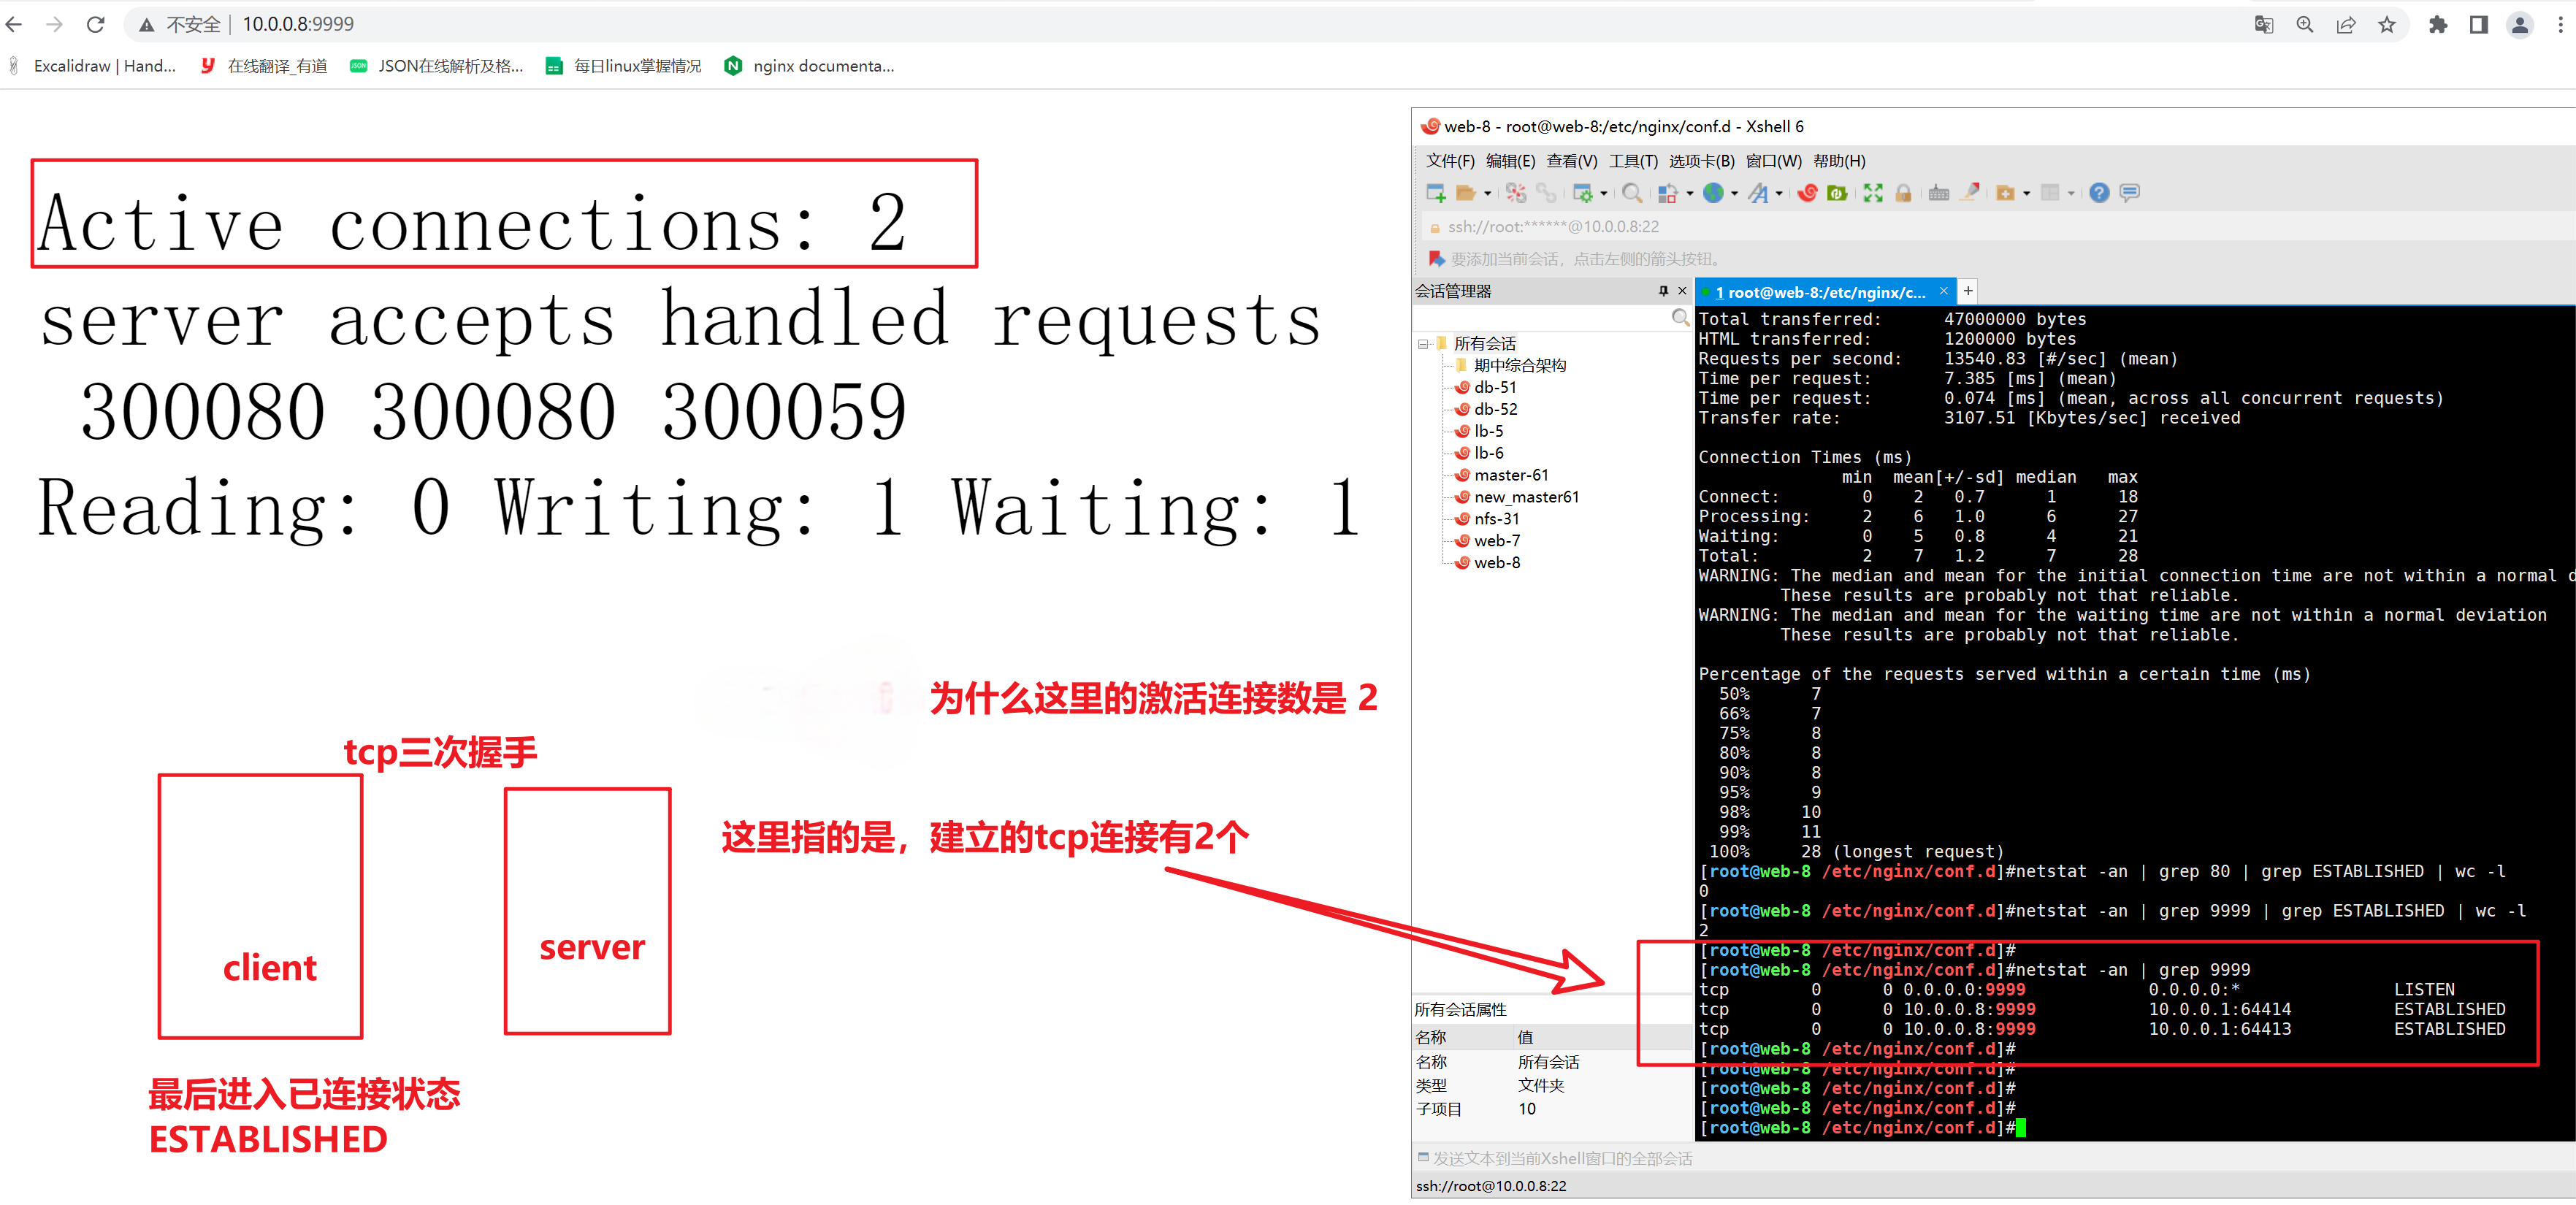 不安全 | 10.0.0.8:9999
Excalidraw | Hand... 在线翻译_有道 JSON在线解析及格... 每日linux掌握情况 nginx documenta...
Active connections: 2
server accepts handled requests
300080 300080 300059
Reading: 0 Writing: 1 Waiting: 1
为什么这里的激活连接数是 2
tcp三次握手
这里指的是，建立的tcp连接有2个
client
server
最后进入已连接状态
ESTABLISHED
web-8 - root@web-8:/etc/nginx/conf.d - Xshell 6
文件(F) 编辑(E) 查看(V) 工具(T) 选项卡(B) 窗口(W) 帮助(H)
ssh://root:******@10.0.0.8:22
要添加当前会话，点击左侧的箭头按钮。
会话管理器
所有会话
期中综合架构
db-51
db-52
lb-5
lb-6
master-61
new_master61
nfs-31
web-7
web-8
所有会话属性
名称 值
名称 所有会话
类型 文件夹
子项目 10
1 root@web-8:/etc/nginx/c... × +
Total transferred: 47000000 bytes
HTML transferred: 1200000 bytes
Requests per second: 13540.83 [#/sec] (mean)
Time per request: 7.385 [ms] (mean)
Time per request: 0.074 [ms] (mean, across all concurrent requests)
Transfer rate: 3107.51 [Kbytes/sec] received
Connection Times (ms)
min mean[+/-sd] median max
Connect: 0 2 0.7 1 18
Processing: 2 6 1.0 6 27
Waiting: 0 5 0.8 4 21
Total: 2 7 1.2 7 28
WARNING: The median and mean for the initial connection time are not within a normal d
These results are probably not that reliable.
WARNING: The median and mean for the waiting time are not within a normal deviation
These results are probably not that reliable.
Percentage of the requests served within a certain time (ms)
50% 7
66% 7
75% 8
80% 8
90% 8
95% 9
98% 10
99% 11
100% 28 (longest request)
[root@web-8 /etc/nginx/conf.d]#netstat -an | grep 80 | grep ESTABLISHED | wc -l
0
[root@web-8 /etc/nginx/conf.d]#netstat -an | grep 9999 | grep ESTABLISHED | wc -l
2
[root@web-8 /etc/nginx/conf.d]#
[root@web-8 /etc/nginx/conf.d]#netstat -an | grep 9999
tcp 0 0 0.0.0.0:9999 0.0.0.0:* LISTEN
tcp 0 0 10.0.0.8:9999 10.0.0.1:64414 ESTABLISHED
tcp 0 0 10.0.0.8:9999 10.0.0.1:64413 ESTABLISHED
[root@web-8 /etc/nginx/conf.d]#
[root@web-8 /etc/nginx/conf.d]#
[root@web-8 /etc/nginx/conf.d]#
[root@web-8 /etc/nginx/conf.d]#
[root@web-8 /etc/nginx/conf.d]#
发送文本到当前Xshell窗口的全部会话
ssh://root@10.0.0.8:22